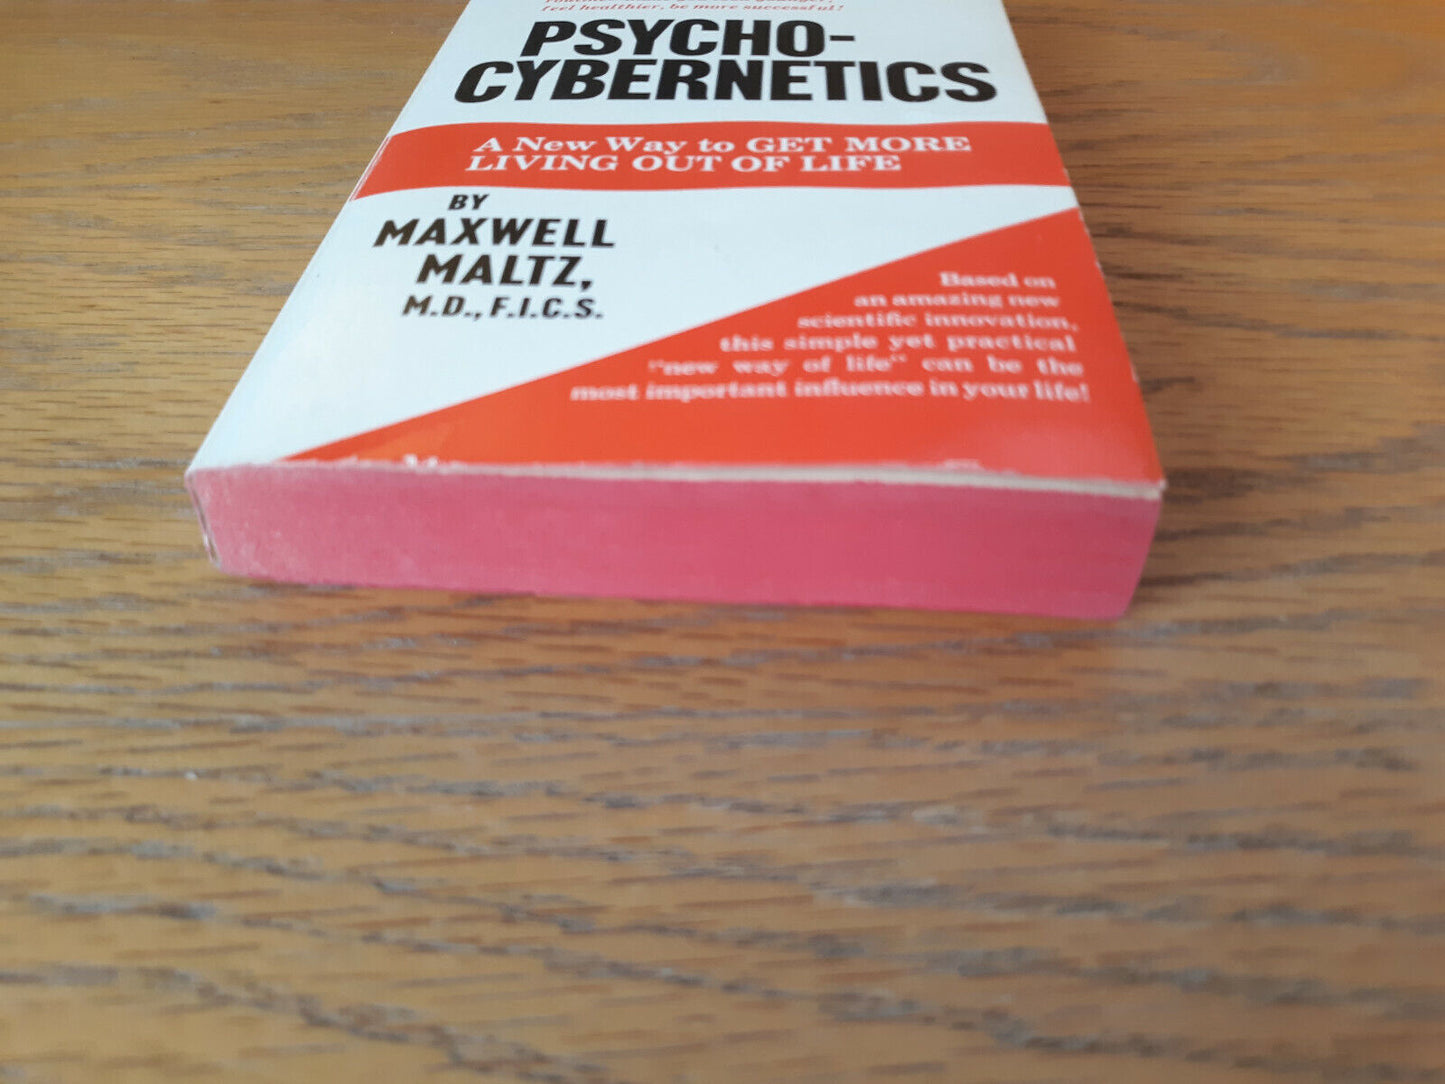 feel healthier, be more successful!
PSYCHO-
CYBERNETICS
A New Way to GET MORE
LIVING OUT OF LIFE
BY
MAXWELL
MALTZ,
M.D., F.I.C.S.
Based on
an amazing new
scientific innovation,
this simple yet practical
"new way of life" can be the
most important influence in your life!